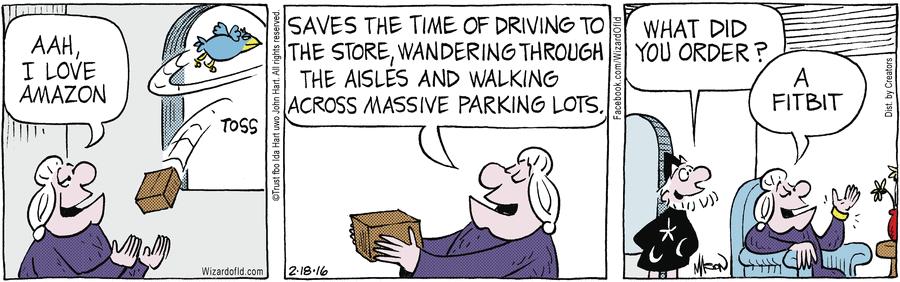 AAH,
I LOVE
AMAZON
TOSS
Wizardofid.com
©Trust fbo Ida Hart uwo John Hart. All rights reserved.
SAVES THE TIME OF DRIVING TO
THE STORE, WANDERING THROUGH
THE AISLES AND WALKING
ACROSS MASSIVE PARKING LOTS.
2-18-16
Facebook.com/WizardOfId
WHAT DID
YOU ORDER?
A
FITBIT
MASON
Dist. by Creators